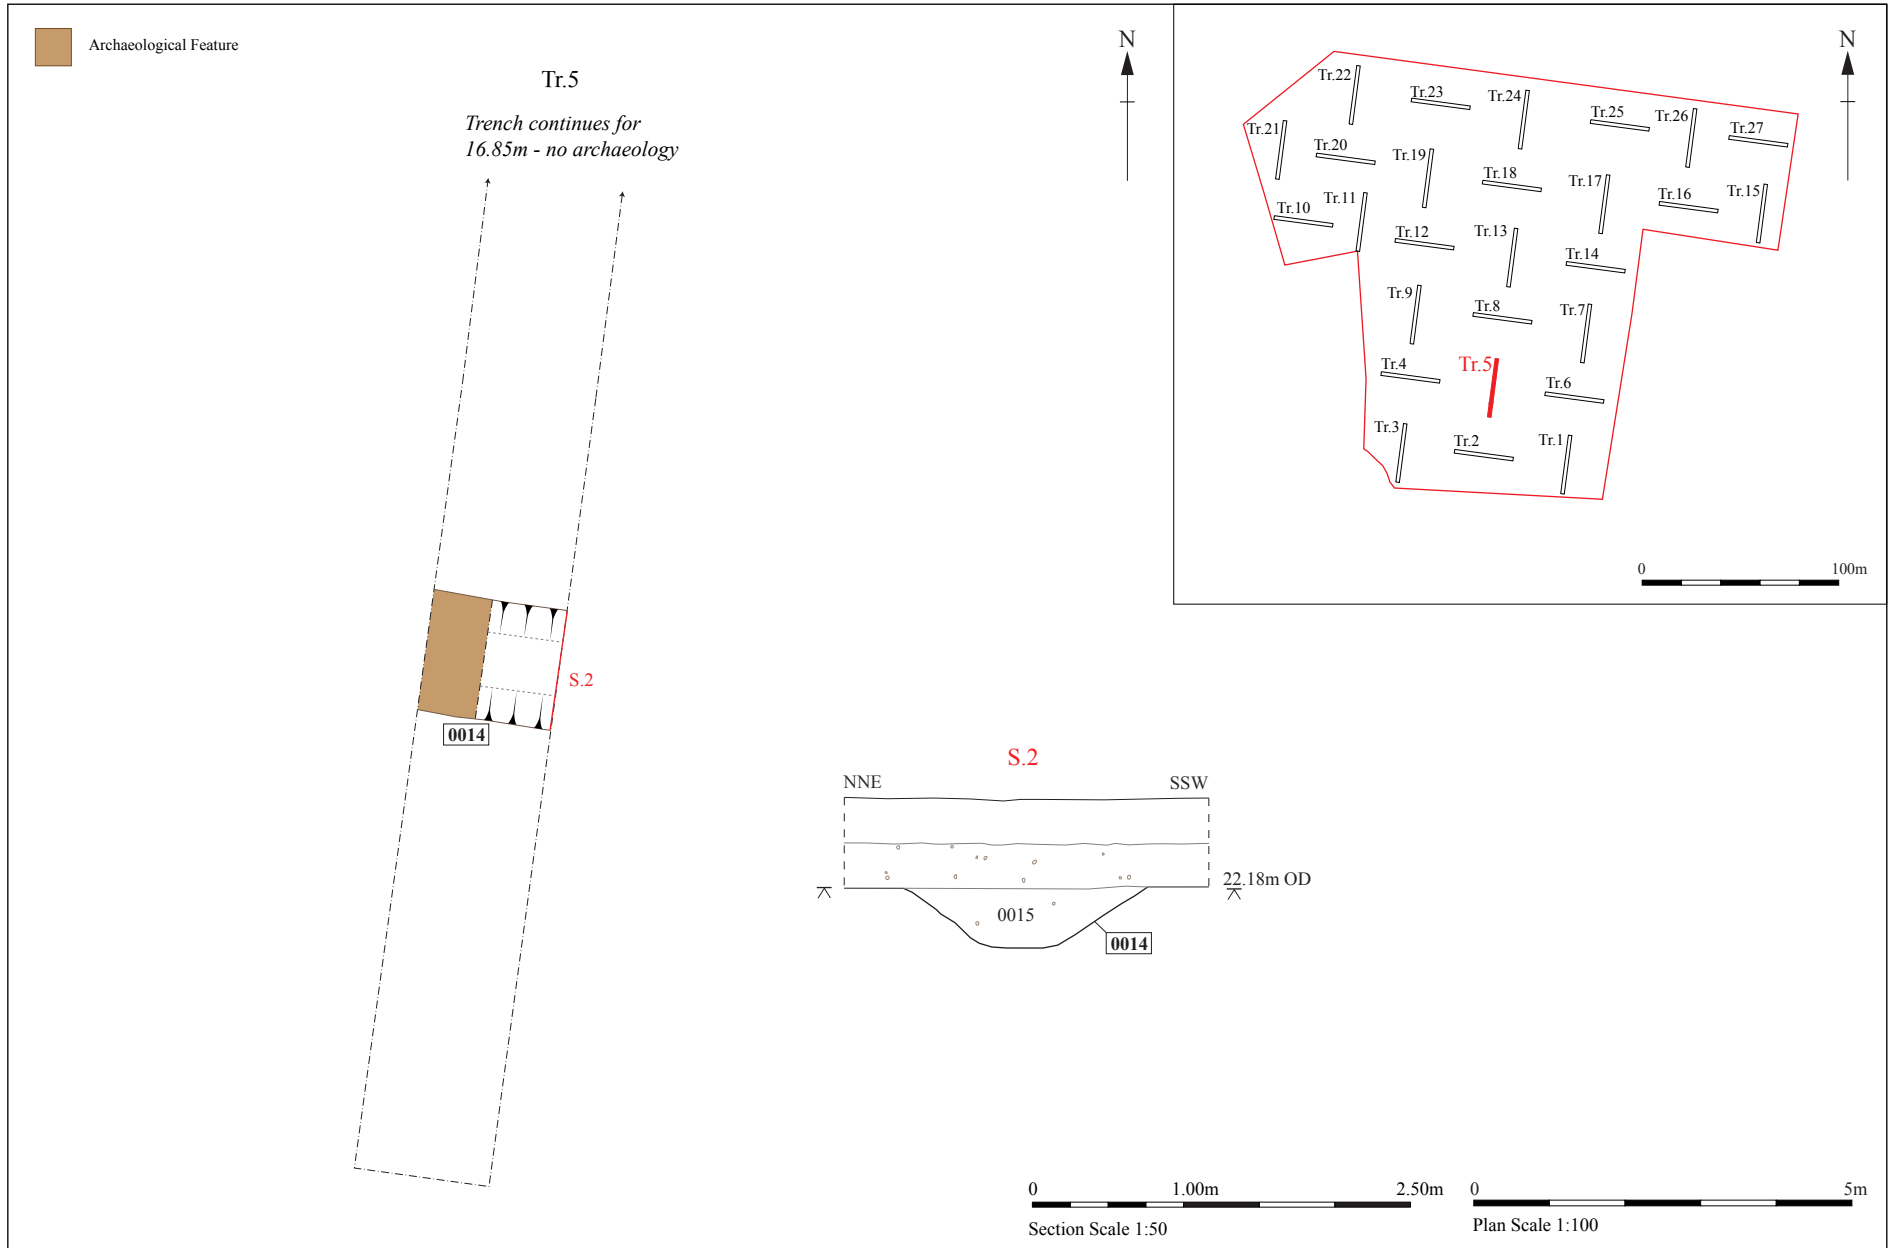 Archaeological Feature
Tr.5
Trench continues for
16.85m - no archaeology
N
S.2
0014
S.2
NNE
SSW
22.18m OD
0015
0014
0
1.00m
2.50m
Section Scale 1:50
0
5m
Plan Scale 1:100
N
Tr.22
Tr.23
Tr.24
Tr.25
Tr.26
Tr.27
Tr.21
Tr.20
Tr.19
Tr.18
Tr.17
Tr.16
Tr.15
Tr.10
Tr.11
Tr.12
Tr.13
Tr.14
Tr.9
Tr.8
Tr.7
Tr.4
Tr.5
Tr.6
Tr.3
Tr.2
Tr.1
0
100m